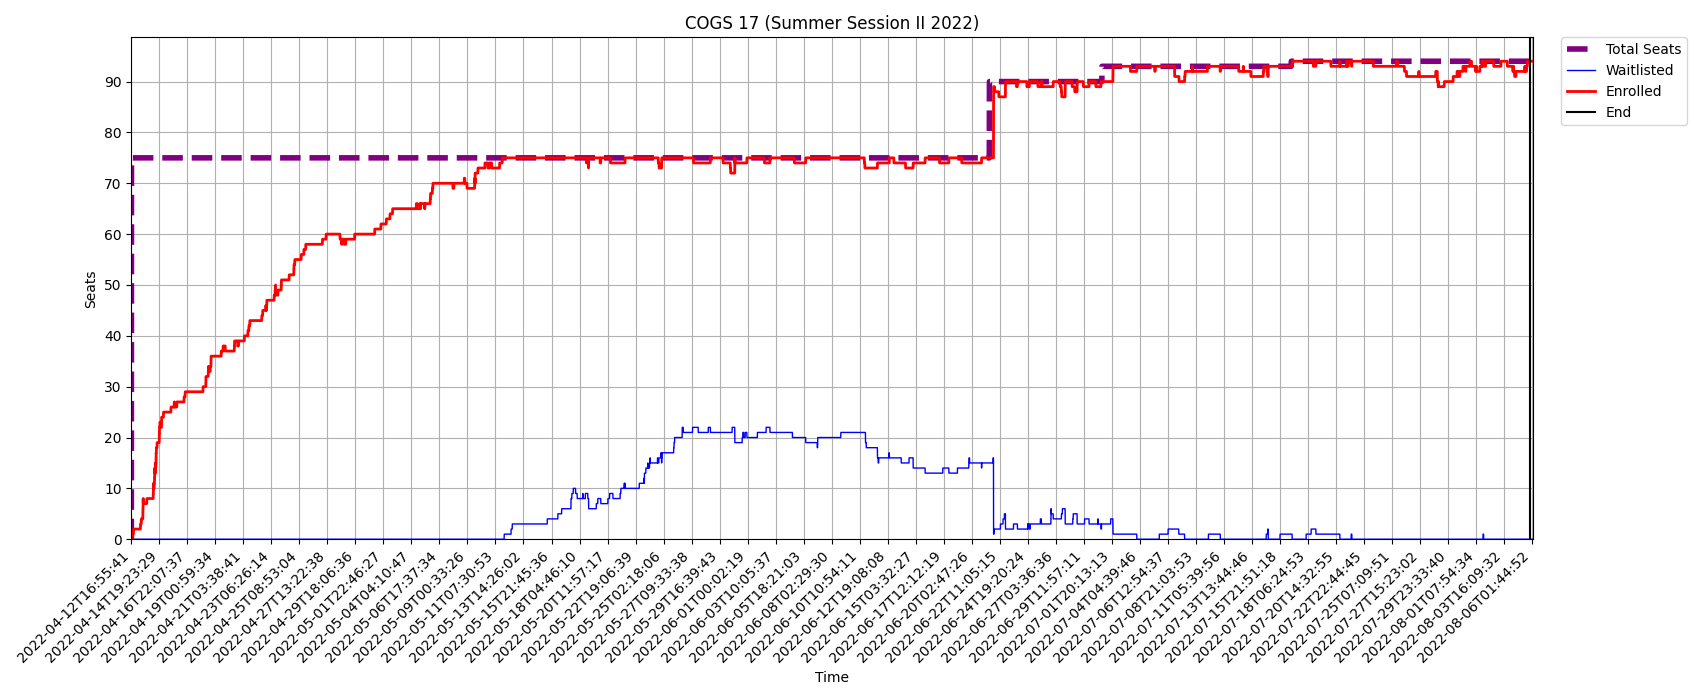 COGS 17 (Summer Session II 2022)
Total Seats
Waitlisted
Enrolled
End
Seats
90
80
70
60
50
40
30
20
10
0
2022-04-12T16:55:41
2022-04-14T19:23:29
2022-04-16T22:07:37
2022-04-19T00:59:34
2022-04-21T03:38:41
2022-04-23T06:26:14
2022-04-25T08:53:04
2022-04-27T13:22:38
2022-04-29T18:06:36
2022-05-01T22:46:27
2022-05-04T04:10:47
2022-05-06T17:37:34
2022-05-09T00:33:26
2022-05-11T07:30:53
2022-05-13T14:26:02
2022-05-15T21:45:36
2022-05-18T04:46:10
2022-05-20T11:57:17
2022-05-22T19:06:39
2022-05-25T02:18:06
2022-05-27T09:33:38
2022-05-29T16:39:43
2022-06-01T00:02:19
2022-06-03T10:05:37
2022-06-05T18:21:03
2022-06-08T02:29:30
2022-06-10T10:54:11
2022-06-12T19:08:08
2022-06-15T03:32:27
2022-06-17T12:12:19
2022-06-20T02:47:26
2022-06-22T11:05:15
2022-06-24T19:20:24
2022-06-27T03:36:36
2022-06-29T11:57:11
2022-07-01T20:13:13
2022-07-04T04:39:46
2022-07-06T12:54:37
2022-07-08T21:03:53
2022-07-11T05:39:56
2022-07-13T13:44:46
2022-07-15T21:51:18
2022-07-18T06:24:53
2022-07-20T14:32:55
2022-07-22T22:44:45
2022-07-25T07:09:51
2022-07-27T15:23:02
2022-07-29T23:33:40
2022-08-01T07:54:34
2022-08-03T16:09:32
2022-08-06T01:44:52
Time